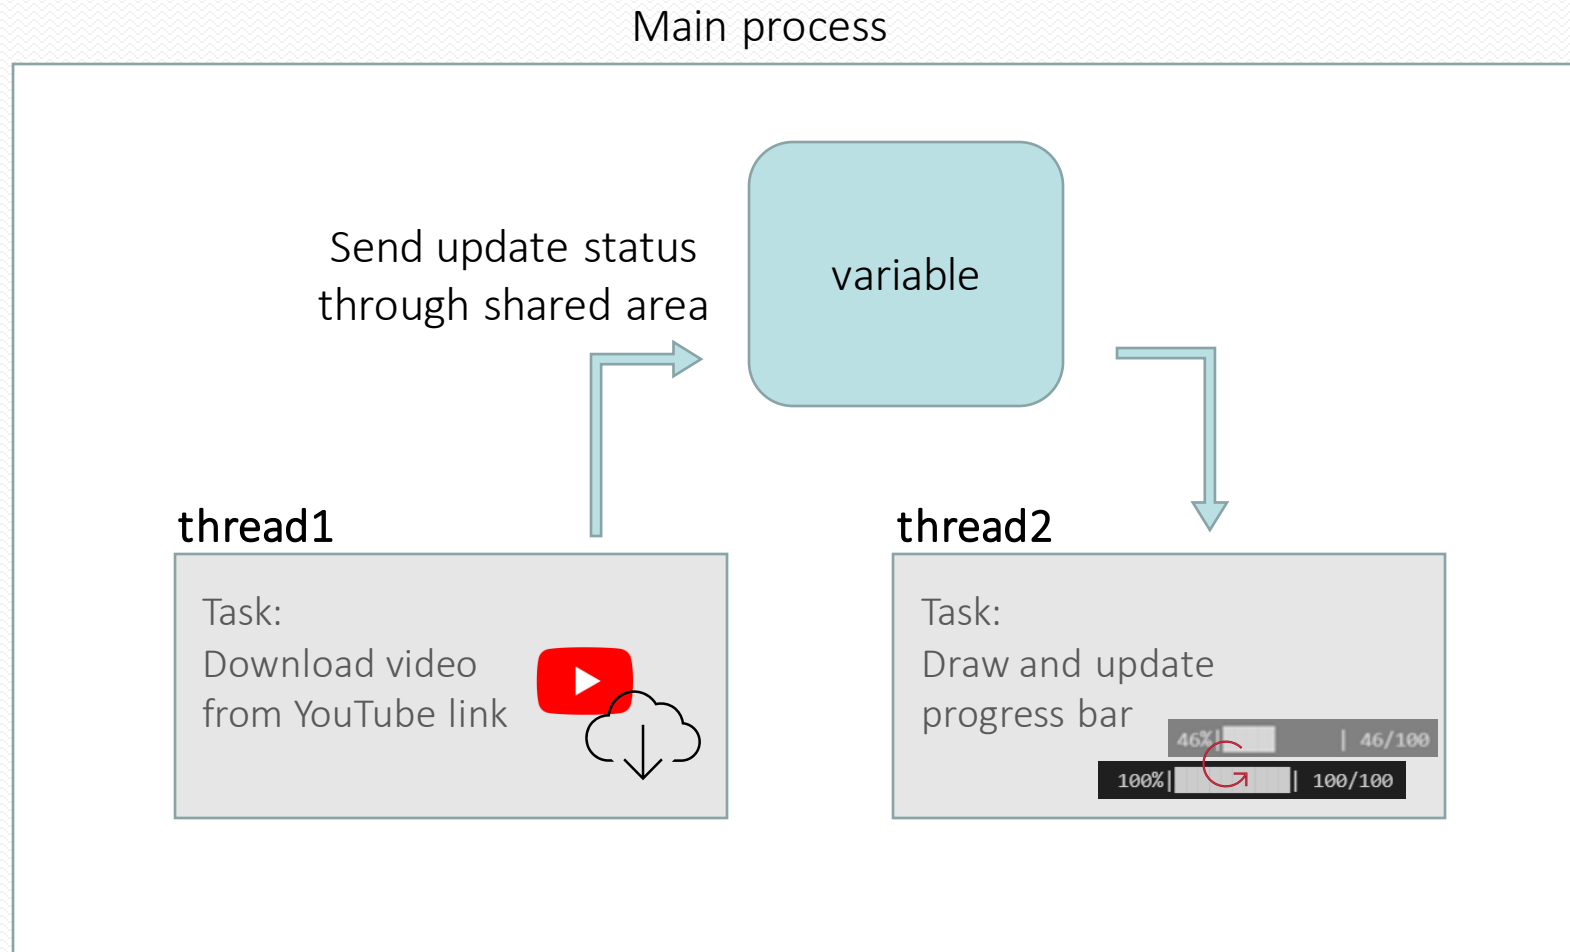 Main process
Send update status
through shared area
variable
thread1
Task:
Download video
from YouTube link
thread2
Task:
Draw and update
progress bar
46%| | 46/100
100%| | 100/100